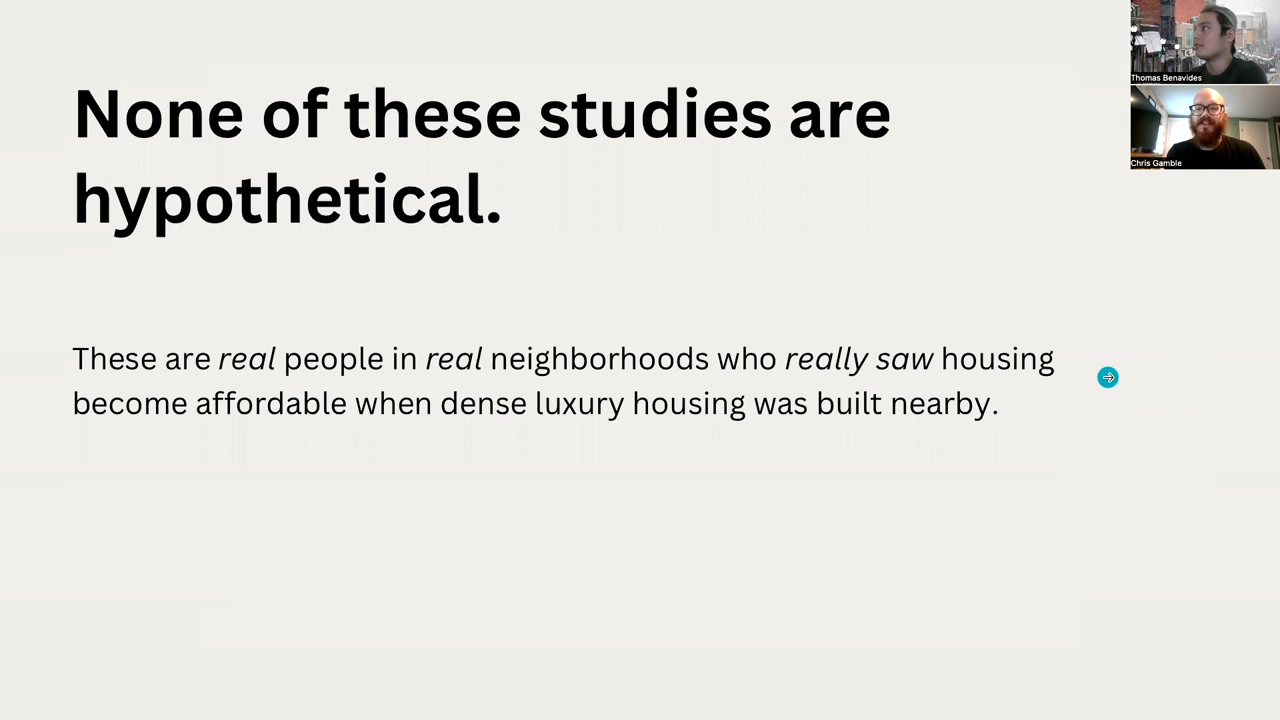 None of these studies are
hypothetical.
These are real people in real neighborhoods who really saw housing
become affordable when dense luxury housing was built nearby.
Thomas Benavides
Chris Gamble